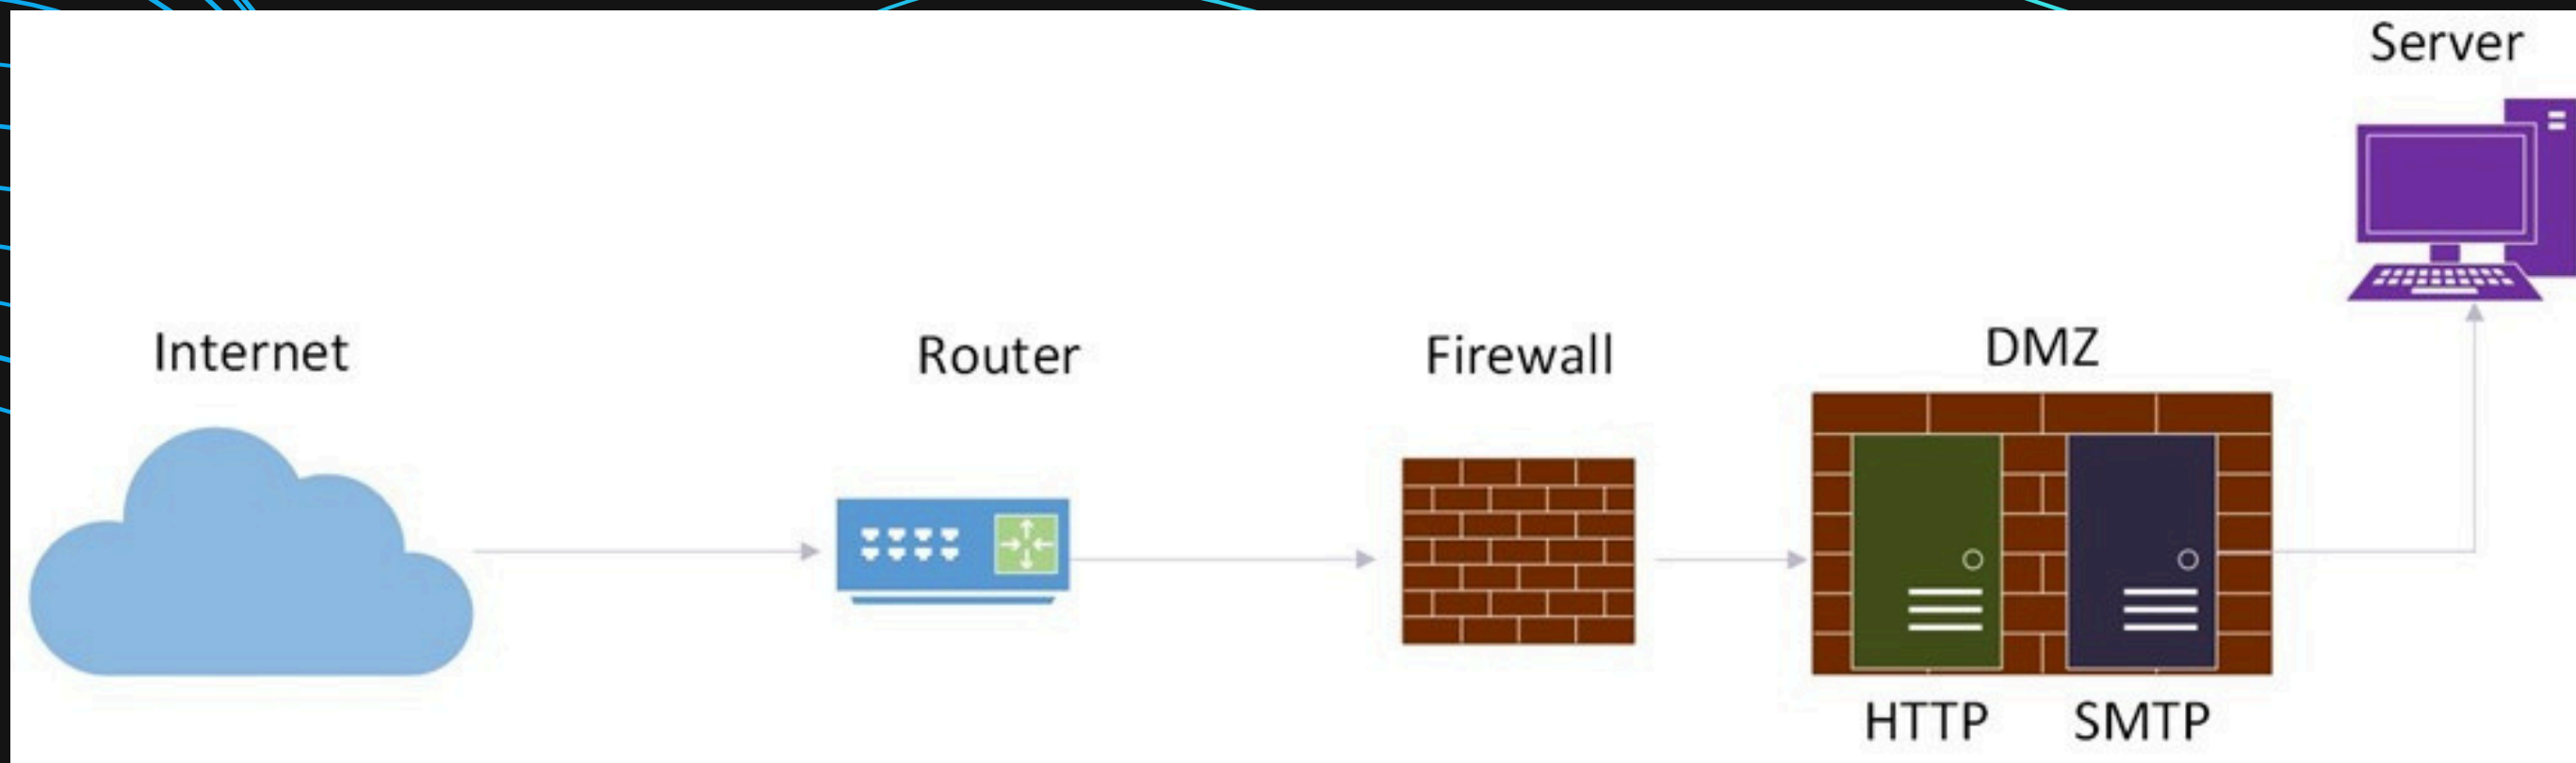 Server
Internet
Router
Firewall
DMZ
HTTP
SMTP